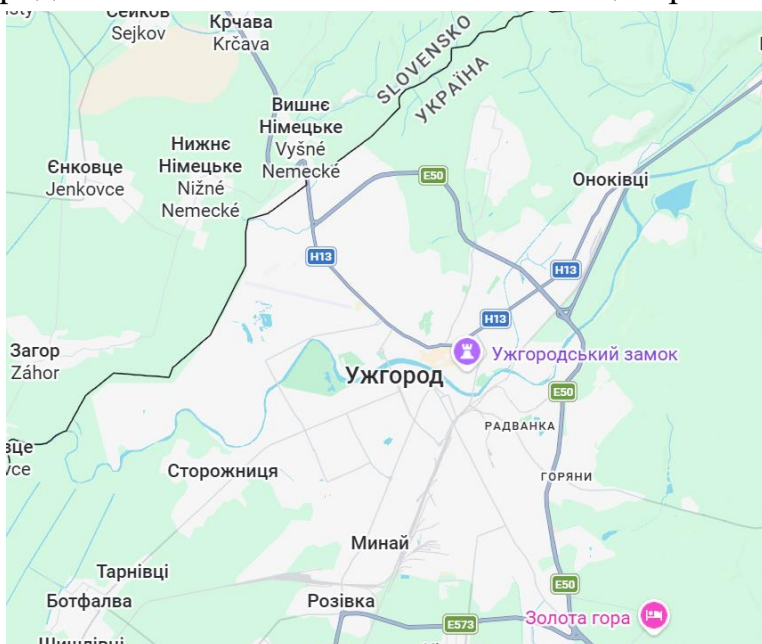 Сейков
Sejkov
Крчава
Krčava
SLOVENSKO
УКРАЇНА
Вишнє
Німецьке
Vyšné
Nemecké
Нижнє
Німецьке
Nižné
Nemecké
Єнковце
Jenkovce
E50
Оноківці
H13
H13
H13
Загор
Záhor
Ужгородський замок
Ужгород
E50
РАДВАНКА
вце
vce
Сторожниця
ГОРЯНИ
Минай
Тарнівці
E50
Ботфалва
Розівка
Золота гора
E573